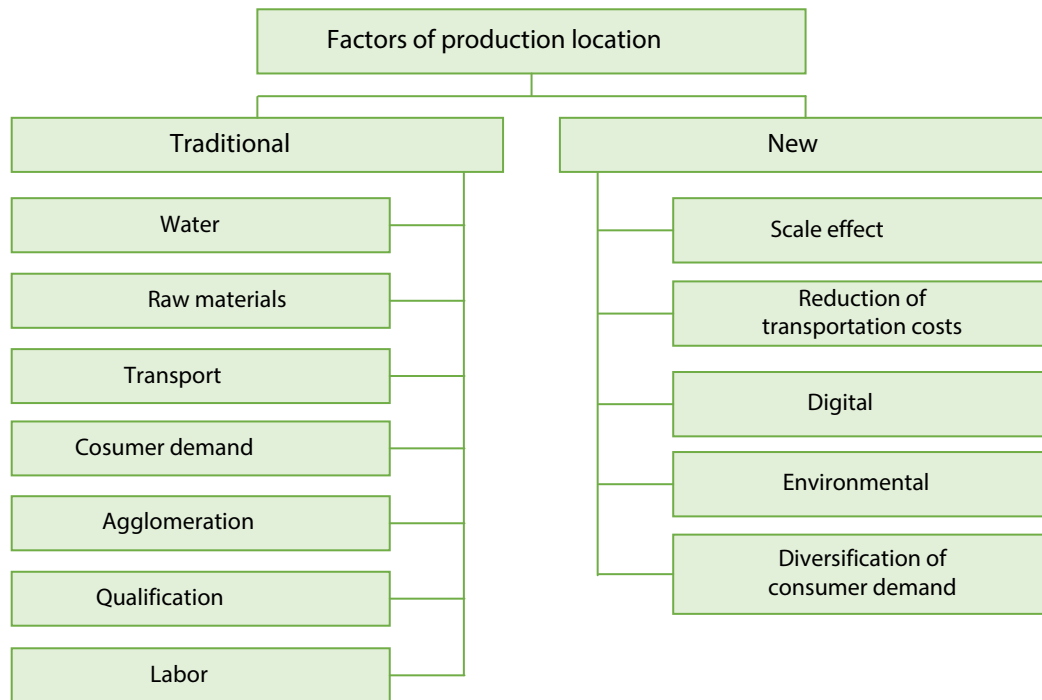 Factors of production location
Traditional
New
Water
Raw materials
Transport
Cosumer demand
Agglomeration
Qualification
Labor
Scale effect
Reduction of
transportation costs
Digital
Environmental
Diversification of
consumer demand